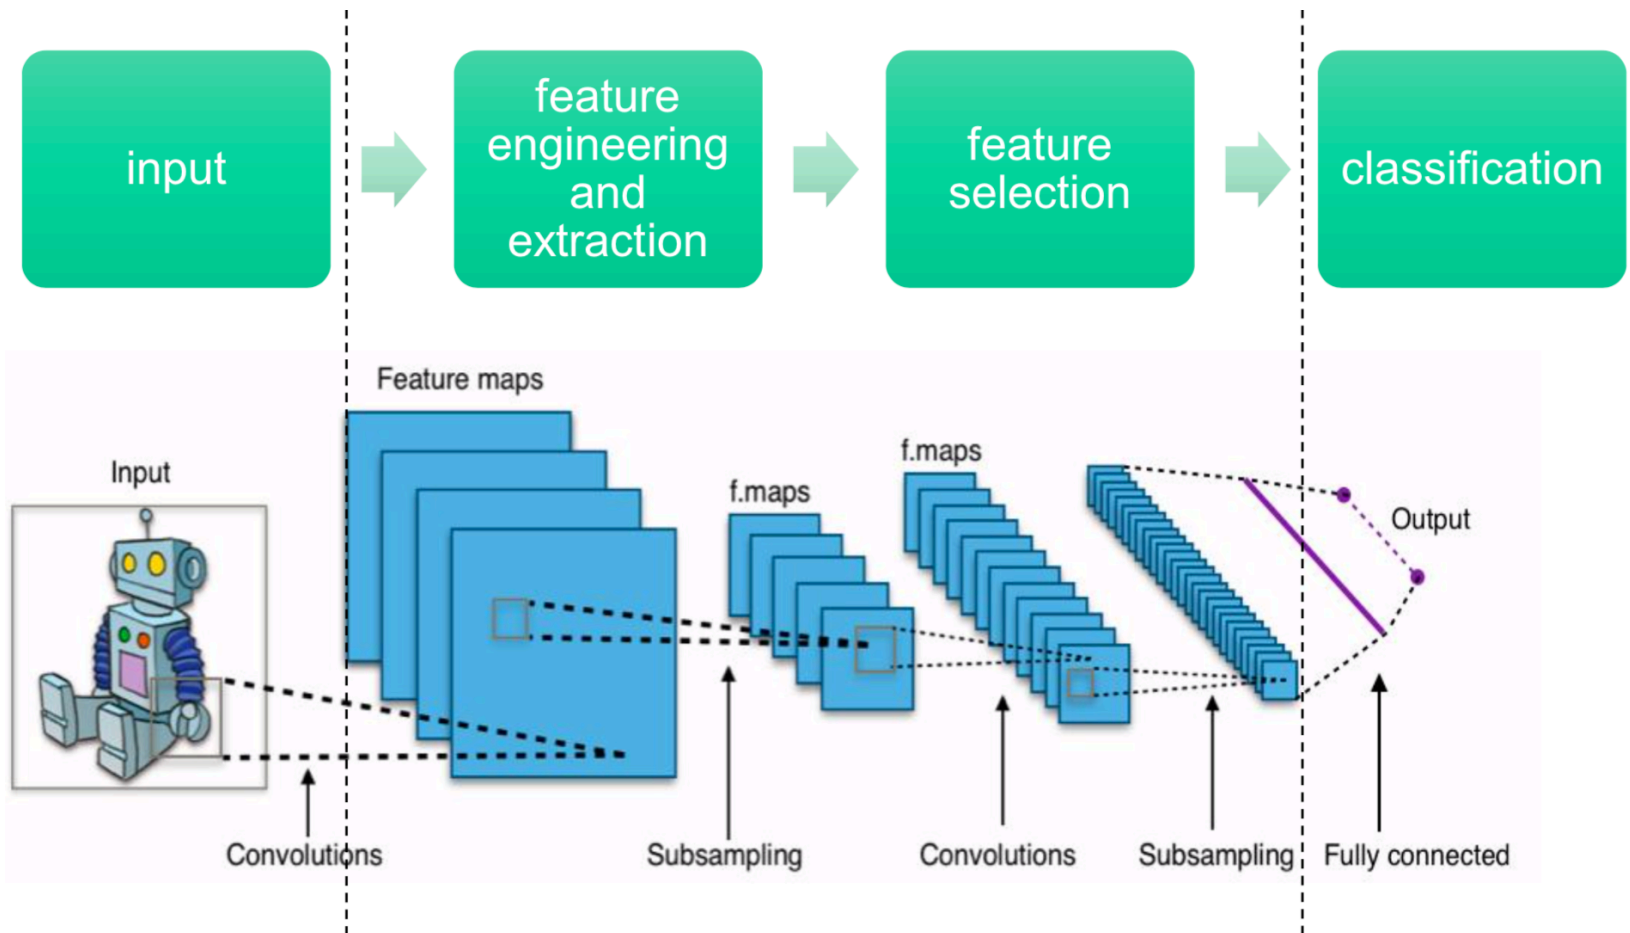 input
feature
engineering
and
extraction
feature
selection
classification
Feature maps
f.maps
f.maps
Input
Output
Convolutions
Subsampling
Convolutions
Subsampling
Fully connected